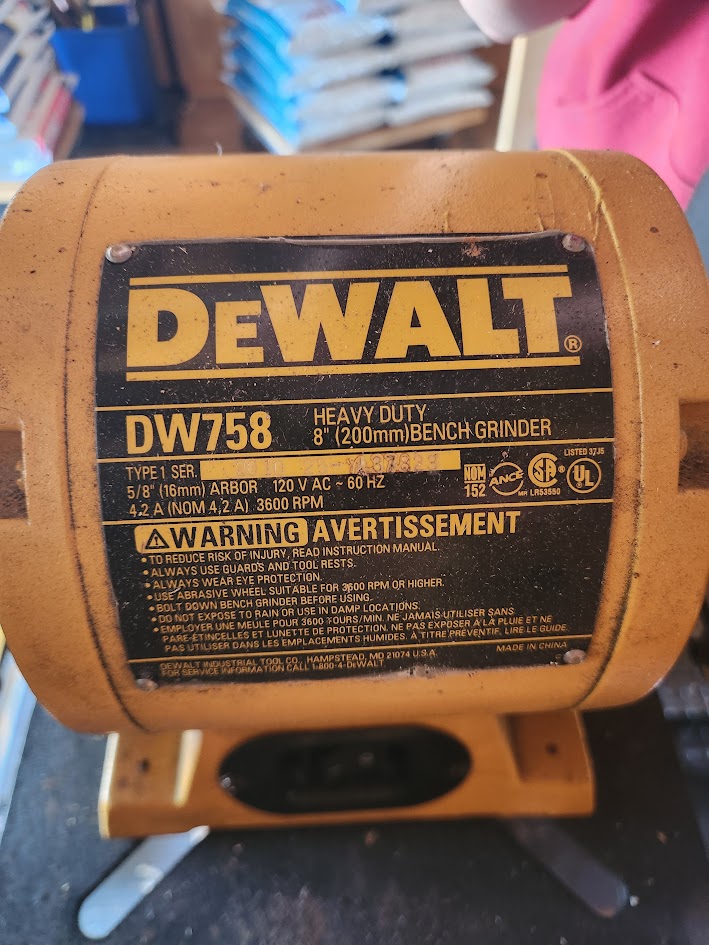 DEWALT®
DW758
HEAVY DUTY
8" (200mm) BENCH GRINDER
TYPE 1 SER.
5/8" (16mm) ARBOR 120 V AC ~ 60 HZ
4,2 A (NOM 4,2 A) 3600 RPM
NOM
152
ANCE
SA
®
MR LR53590
LISTED 37J5
UL
®
⚠WARNING AVERTISSEMENT
• TO REDUCE RISK OF INJURY, READ INSTRUCTION MANUAL.
• ALWAYS USE GUARDS AND TOOL RESTS.
• ALWAYS WEAR EYE PROTECTION.
• USE ABRASIVE WHEEL SUITABLE FOR 3600 RPM OR HIGHER.
• BOLT DOWN BENCH GRINDER BEFORE USING.
• DO NOT EXPOSE TO RAIN OR USE IN DAMP LOCATIONS.
• EMPLOYER UNE MEULE POUR 3600 TOURS/MIN. NE JAMAIS UTILISER SANS
PARE-ÉTINCELLES ET LUNETTE DE PROTECTION. NE PAS EXPOSER À LA PLUIE ET NE
PAS UTILISER DANS LES EMPLACEMENTS HUMIDES. À TITRE PRÉVENTIF, LIRE LE GUIDE.
DEWALT INDUSTRIAL TOOL CO., HAMPSTEAD, MD 21074 U.S.A. MADE IN CHINA
FOR SERVICE INFORMATION CALL 1-800-4-DEWALT